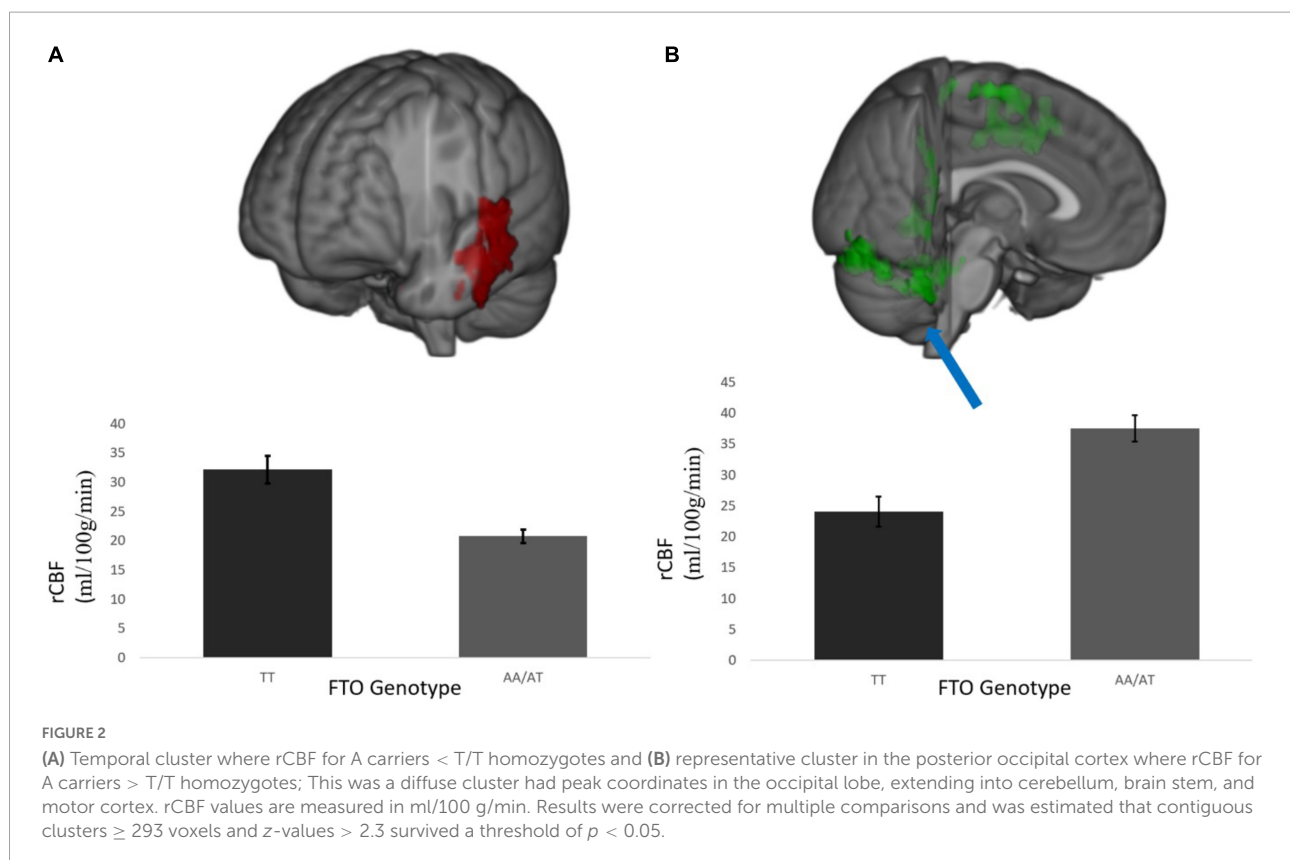 A
B
40
35
30
25
20
15
10
5
0
rCBF
(ml/100g/min)
TT
AA/AT
FTO Genotype
45
40
35
30
25
20
15
10
5
0
rCBF
(ml/100g/min)
TT
AA/AT
FTO Genotype
FIGURE 2
(A) Temporal cluster where rCBF for A carriers < T/T homozygotes and (B) representative cluster in the posterior occipital cortex where rCBF for
A carriers > T/T homozygotes; This was a diffuse cluster had peak coordinates in the occipital lobe, extending into cerebellum, brain stem, and
motor cortex. rCBF values are measured in ml/100 g/min. Results were corrected for multiple comparisons and was estimated that contiguous
clusters ≥ 293 voxels and z-values > 2.3 survived a threshold of p < 0.05.